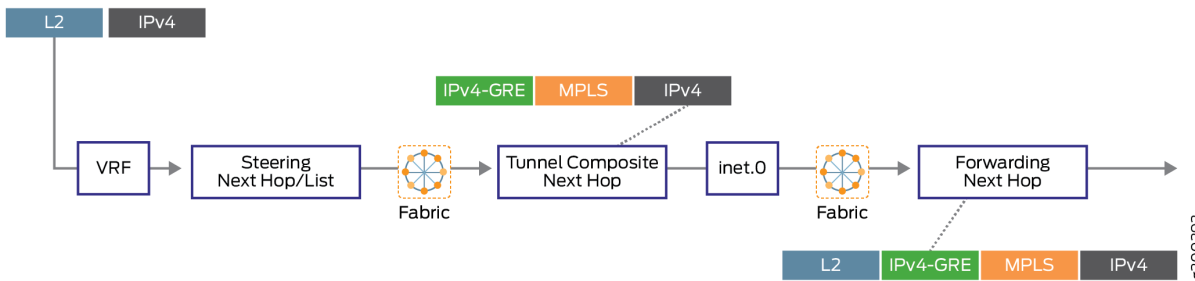 L2 IPv4
IPv4-GRE MPLS IPv4
VRF
Steering
Next Hop/List
Fabric
Tunnel Composite
Next Hop
inet.0
Fabric
Forwarding
Next Hop
L2 IPv4-GRE MPLS IPv4